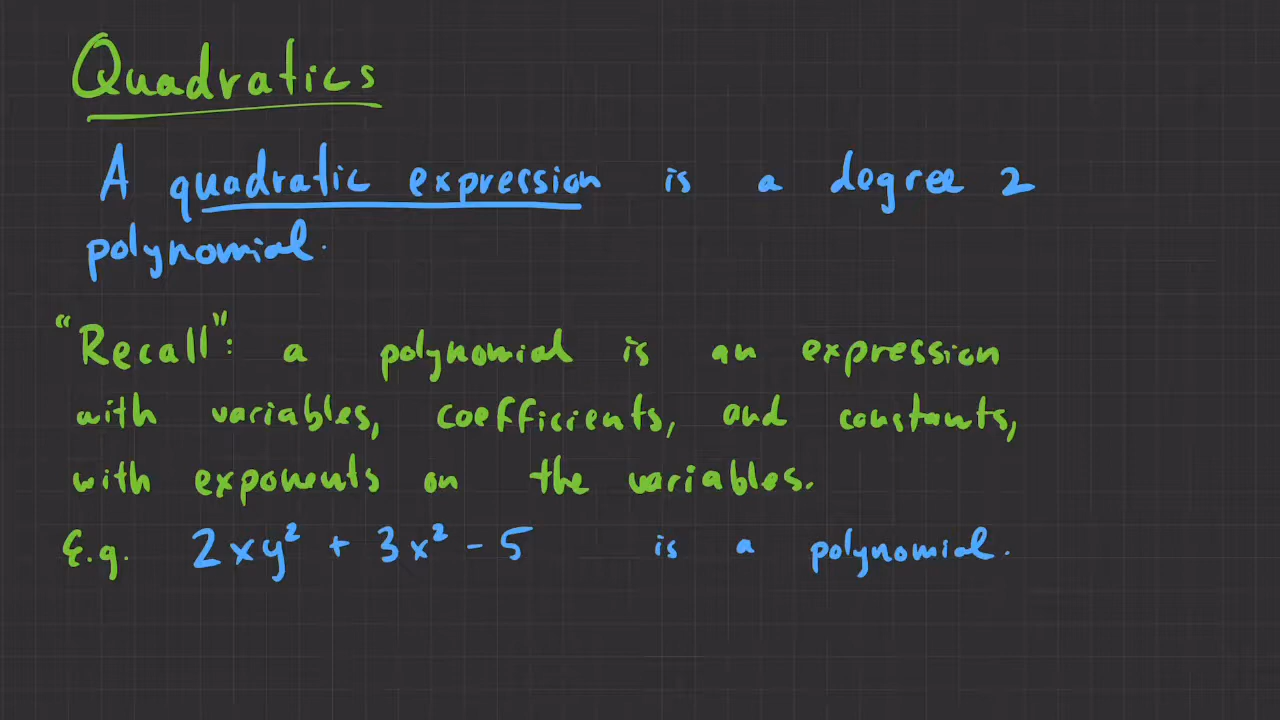 Quadratics
A quadratic expression is a degree 2
polynomial.
"Recall": a polynomial is an expression
with variables, coefficients, and constants,
with exponents on the variables.
E.g. 2xy² + 3x² - 5 is a polynomial.